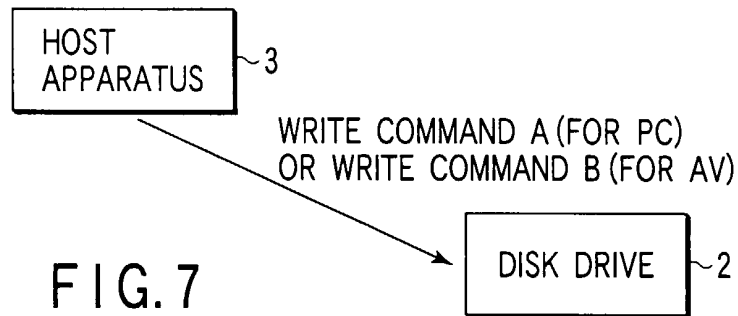 HOST
APPARATUS
3
WRITE COMMAND A (FOR PC)
OR WRITE COMMAND B (FOR AV)
DISK DRIVE
2
FIG. 7